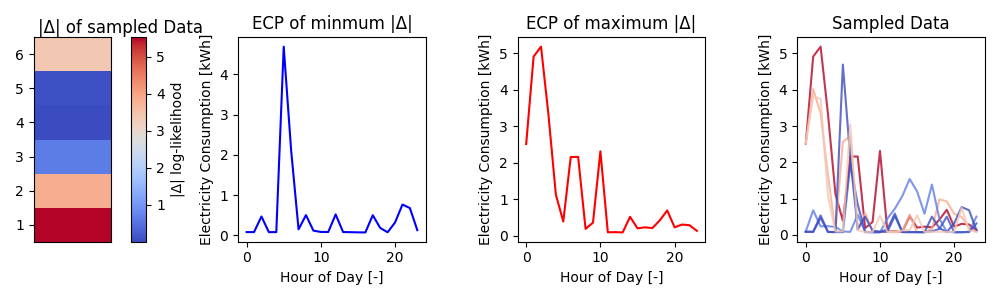 |Δ| of sampled Data
6
5
4
3
2
1
5
4
3
2
1
|Δ| log-likelihood
ECP of minmum |Δ|
Electricity Consumption [kWh]
4
3
2
1
0
0 10 20
Hour of Day [-]
ECP of maximum |Δ|
Electricity Consumption [kWh]
5
4
3
2
1
0
0 10 20
Hour of Day [-]
Sampled Data
Electricity Consumption [kWh]
5
4
3
2
1
0
0 10 20
Hour of Day [-]